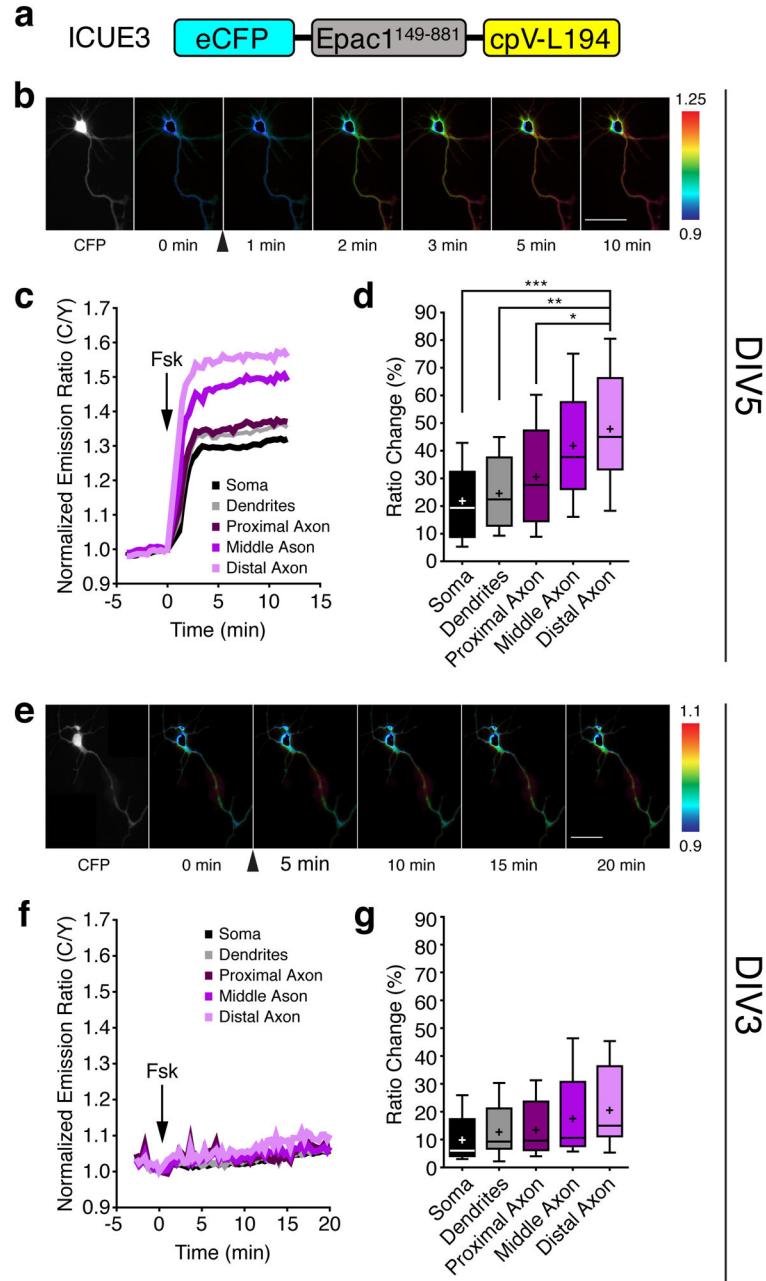 a
ICUE3 eCFP Epac1149-881 cpV-L194
b
1.25
0.9
CFP 0 min 1 min 2 min 3 min 5 min 10 min
c
Normalized Emission Ratio (C/Y)
1.7
1.6
1.5
1.4
1.3
1.2
1.1
1.0
0.9
Fsk
Soma
Dendrites
Proximal Axon
Middle Ason
Distal Axon
-5 0 5 10 15
Time (min)
d
Ratio Change (%)
90
80
70
60
50
40
30
20
10
0
***
**
*
+ + + + +
Soma
Dendrites
Proximal Axon
Middle Axon
Distal Axon
DIV5
e
1.1
0.9
CFP 0 min 5 min 10 min 15 min 20 min
f
Normalized Emission Ratio (C/Y)
1.7
1.6
1.5
1.4
1.3
1.2
1.1
1.0
0.9
Fsk
Soma
Dendrites
Proximal Axon
Middle Ason
Distal Axon
-5 0 5 10 15 20
Time (min)
g
Ratio Change (%)
90
80
70
60
50
40
30
20
10
0
+ + + + +
Soma
Dendrites
Proximal Axon
Middle Axon
Distal Axon
DIV3